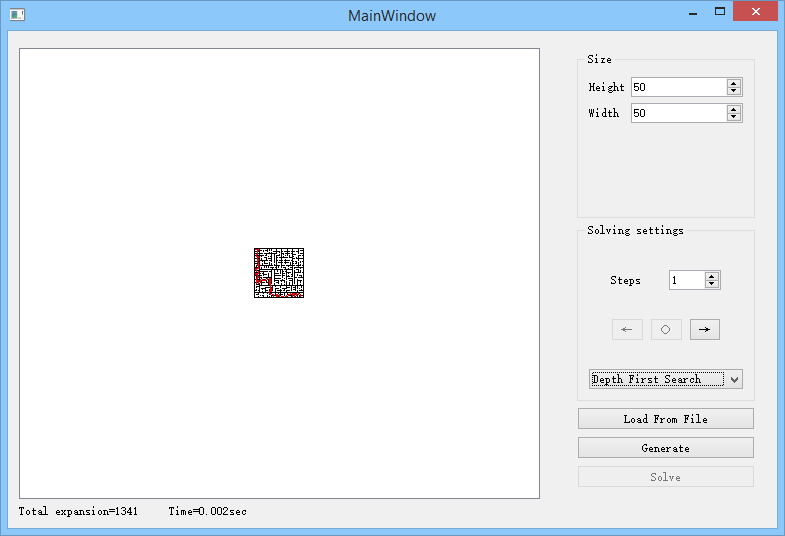 MainWindow
Size
Height 50
Width 50
Solving settings
Steps 1
Depth First Search
Load From File
Generate
Solve
Total expansion=1341 Time=0.002sec